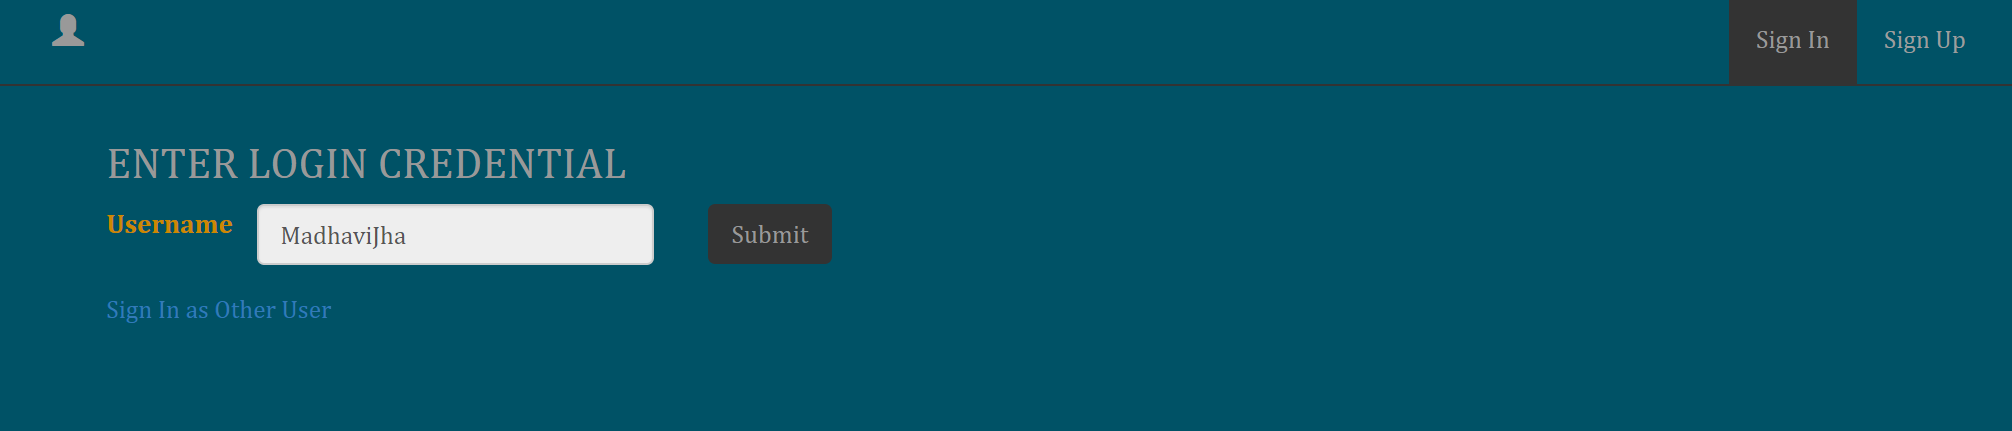 Sign In Sign Up
ENTER LOGIN CREDENTIAL
Username MadhaviJha Submit
Sign In as Other User